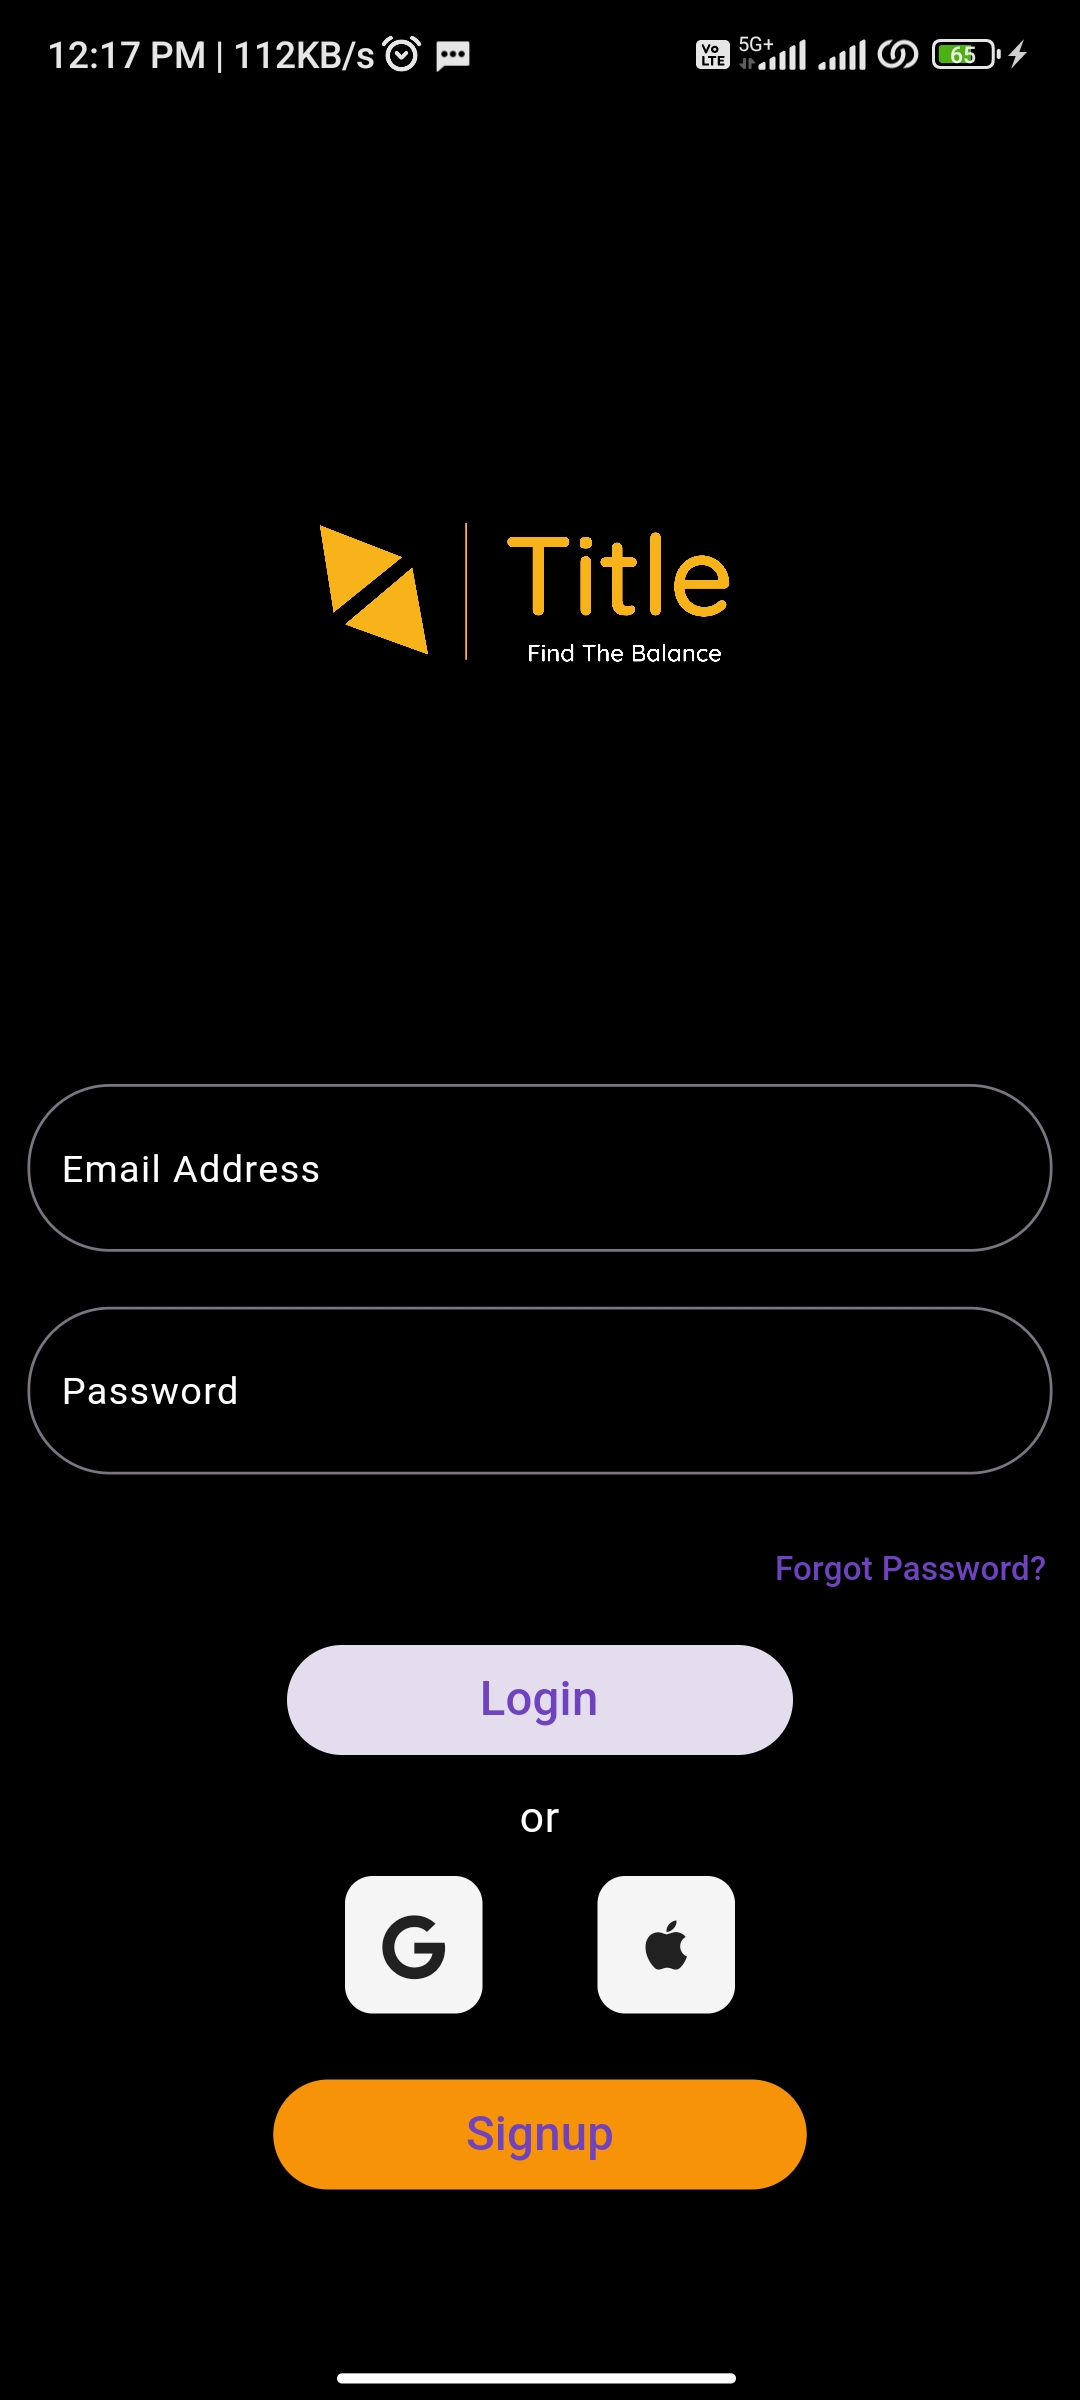 12:17 PM | 112KB/s Vo LTE 5G+ 65
Title
Find The Balance
Email Address
Password
Forgot Password?
Login
or
G
Signup